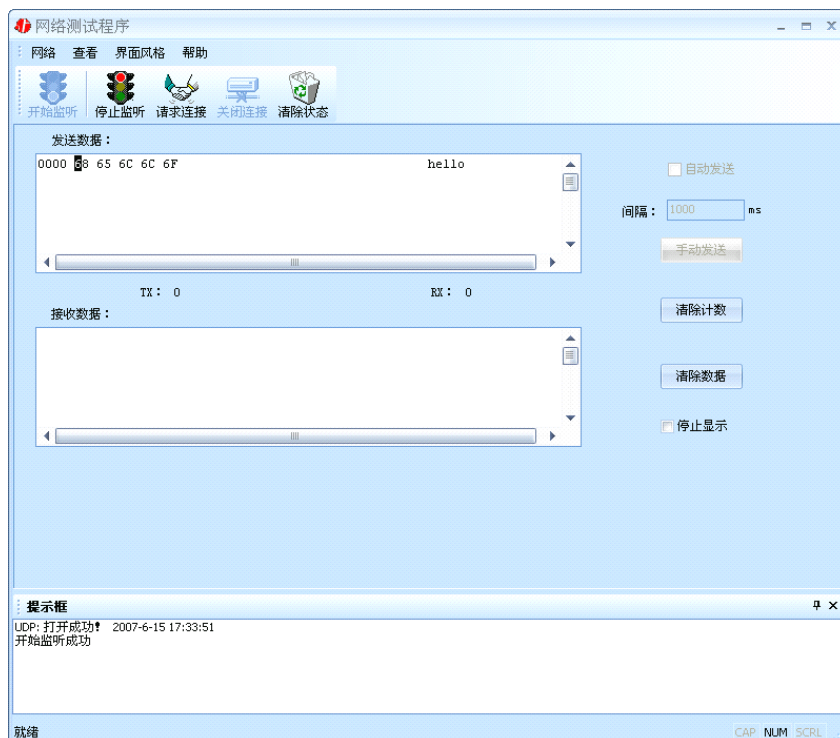 网络测试程序
网络 查看 界面风格 帮助
开始监听 停止监听 请求连接 关闭连接 清除状态
发送数据：
0000 68 65 6C 6C 6F hello
自动发送
间隔： 1000 ms
手动发送
TX： 0 RX： 0
清除计数
接收数据：
清除数据
停止显示
提示框
UDP: 打开成功! 2007-6-15 17:33:51
开始监听成功
就绪 CAP NUM SCRL